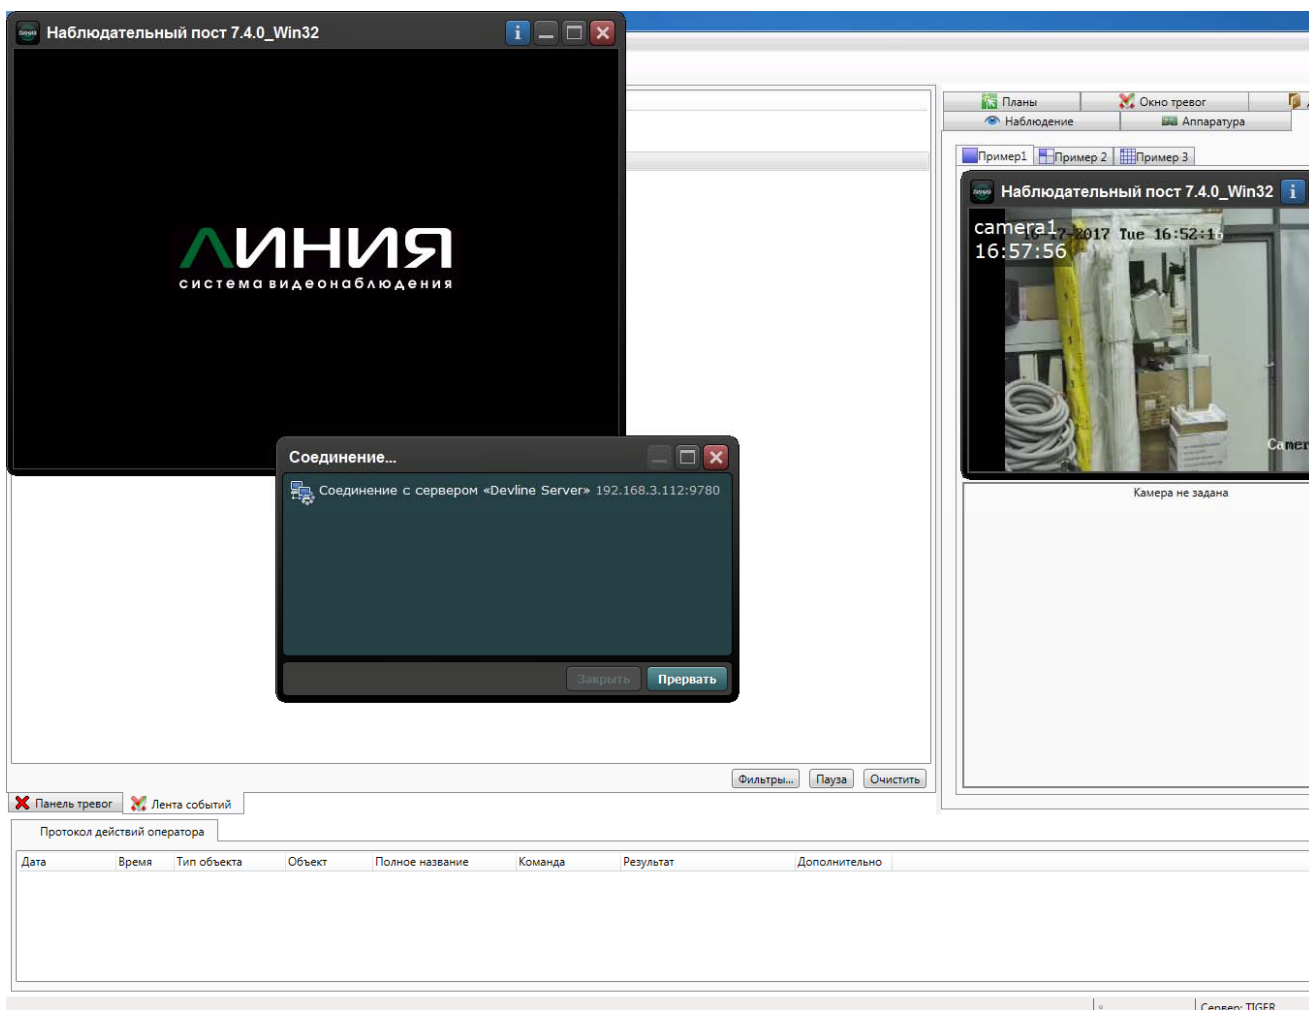 Наблюдательный пост 7.4.0_Win32
ЛИНИЯ
система видеонаблюдения
Соединение...
Соединение с сервером «Devline Server» 192.168.3.112:9780
Закрыть
Прервать
Планы
Окно тревог
Наблюдение
Аппаратура
Пример1
Пример 2
Пример 3
Наблюдательный пост 7.4.0_Win32
camera1
2017 Tue 16:52:16
16:57:56
Камера не задана
Фильтры...
Пауза
Очистить
Панель тревог
Лента событий
Протокол действий оператора
Дата Время Тип объекта Объект Полное название Команда Результат Дополнительно
Сервер: TIGER